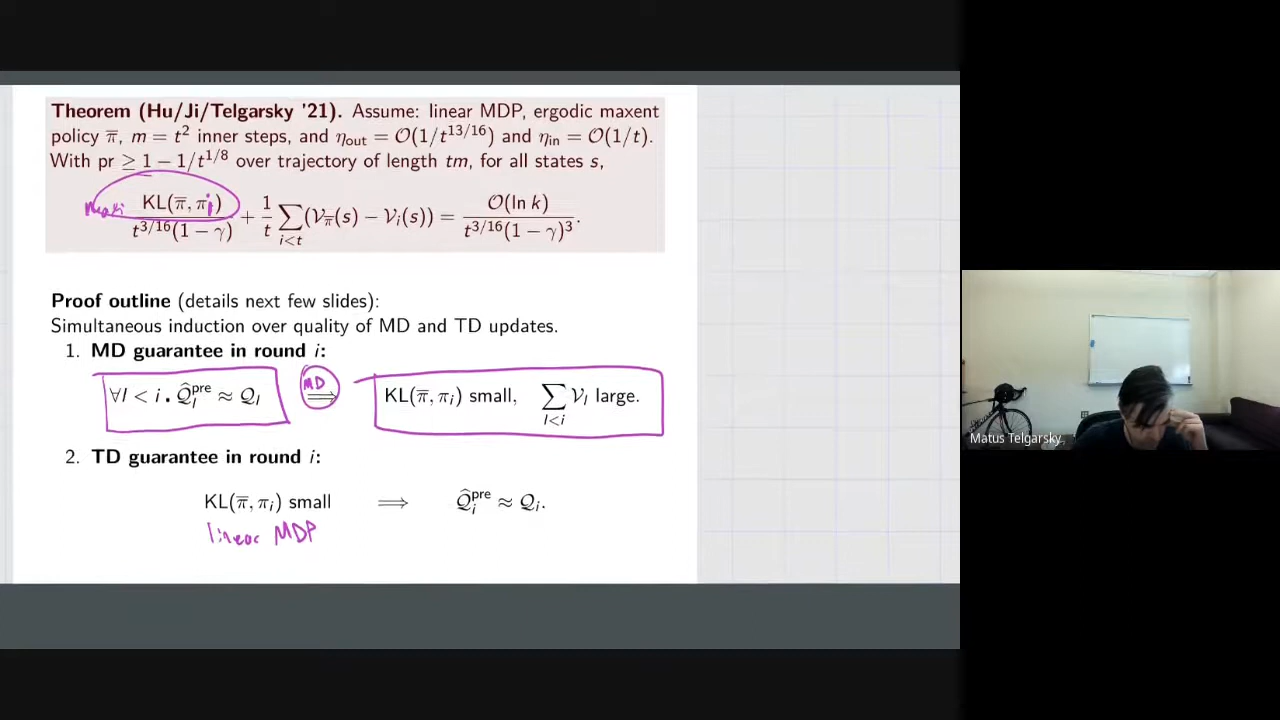 Theorem (Hu/Ji/Telgarsky '21). Assume: linear MDP, ergodic maxent
policy π̅, m = t² inner steps, and η_out = O(1/t^{13/16}) and η_in = O(1/t).
With pr ≥ 1 − 1/t^{1/8} over trajectory of length tm, for all states s,
KL(π̅, π_i) / t^{3/16}(1 − γ) + 1/t ∑_{i<t} (V_π̅(s) − V_i(s)) = O(ln k) / t^{3/16}(1 − γ)³.
Proof outline (details next few slides):
Simultaneous induction over quality of MD and TD updates.
1. MD guarantee in round i:
MD
∀l < i . Q̂_l^{pre} ≈ Q_l ⟹ KL(π̅, π_i) small, ∑_{l<i} V_l large.
2. TD guarantee in round i:
KL(π̅, π_i) small ⟹ Q̂_i^{pre} ≈ Q_i.
linear MDP
Matus Telgarsky